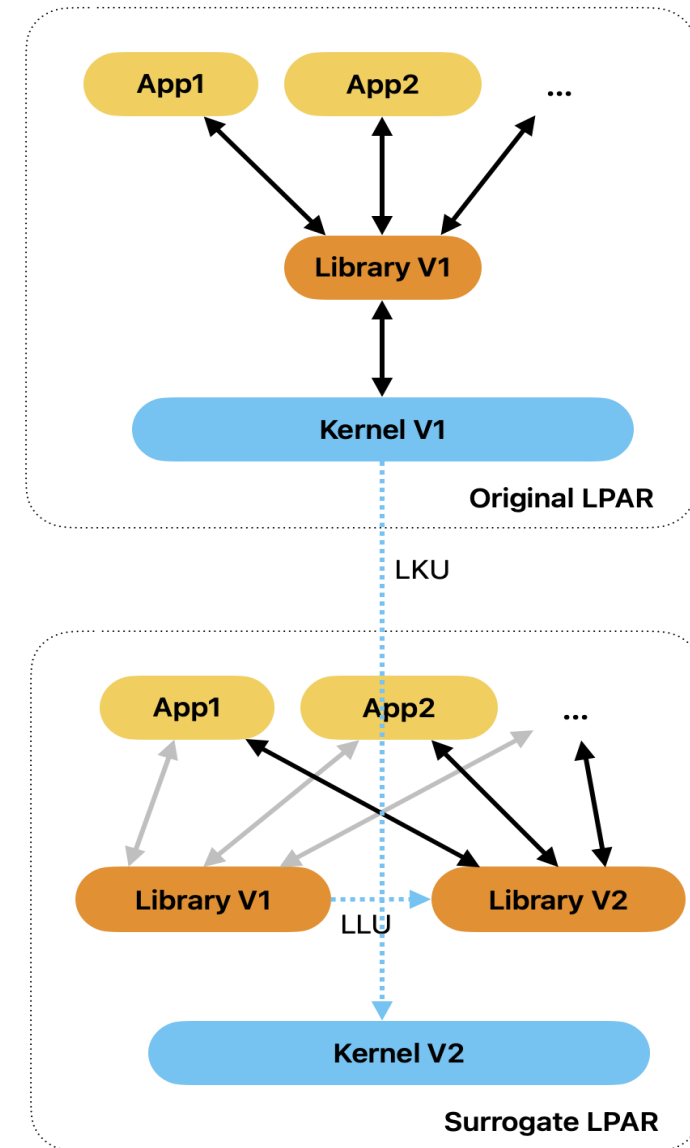 App1 App2 ...
Library V1
Kernel V1
Original LPAR
LKU
App1 App2 ...
Library V1 Library V2
LLU
Kernel V2
Surrogate LPAR